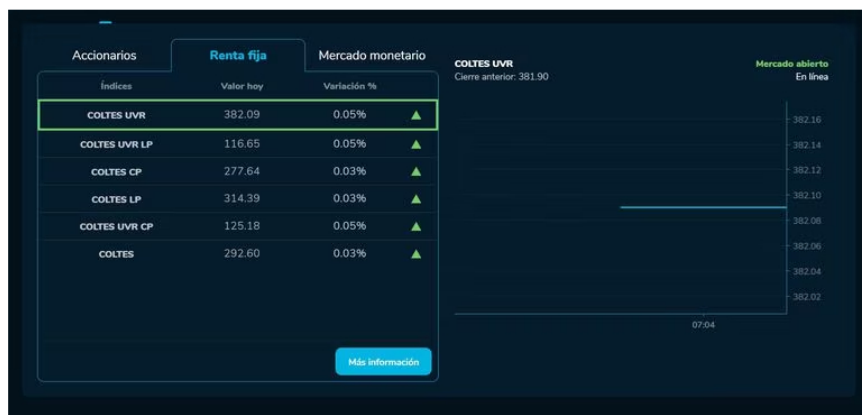 Accionarios Renta fija Mercado monetario
Índices Valor hoy Variación %
COLTES UVR 382.09 0.05%
COLTES UVR LP 116.65 0.05%
COLTES CP 277.64 0.03%
COLTES LP 314.39 0.03%
COLTES UVR CP 125.18 0.05%
COLTES 292.60 0.03%
Más información
COLTES UVR
Cierre anterior: 381.90
Mercado abierto
En línea
382.16
382.14
382.12
382.10
382.08
382.06
382.04
382.02
07:04